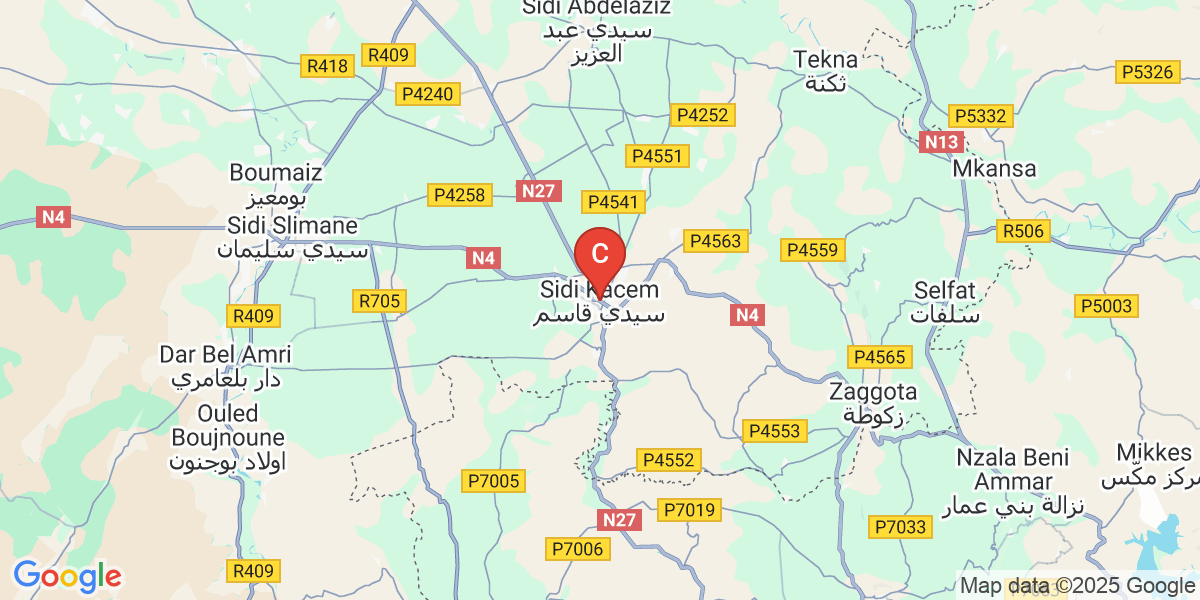 Sidi Abdelaziz
سيدي عبد
العزيز
R409
R418
P4240
Tekna
ثكنة
P5326
P4252
P5332
N13
P4551
Mkansa
Boumaiz
بومعيز
P4258
N27
P4541
N4
Sidi Slimane
سيدي سليمان
N4
C
P4563
P4559
R506
Sidi Kacem
سيدي قاسم
R705
R409
N4
Selfat
سلفات
P5003
Dar Bel Amri
دار بلعامري
P4565
Zaggota
زكوطة
Ouled
Boujnoune
اولاد بوجنون
P4553
P4552
Nzala Beni
Ammar
نزالة بني عمار
Mikkes
مركز مكّس
P7005
N27
P7019
P7033
P7006
R409
Google
Map data ©2025 Google